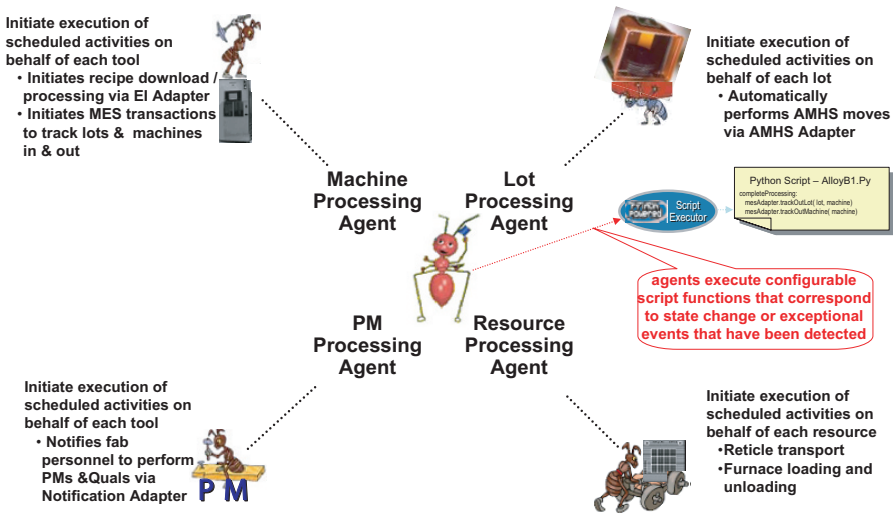 Initiate execution of
scheduled activities on
behalf of each tool
• Initiates recipe download /
processing via EI Adapter
• Initiates MES transactions
to track lots & machines
in & out
Initiate execution of
scheduled activities on
behalf of each lot
• Automatically
performs AMHS moves
via AMHS Adapter
Machine
Processing
Agent
Lot
Processing
Agent
PYTHON
POWERED
Script
Executor
Python Script – AlloyB1.Py
completeProcessing:
mesAdapter.trackOutLot( lot, machine)
mesAdapter.trackOutMachine( machine)
agents execute configurable
script functions that correspond
to state change or exceptional
events that have been detected
PM
Processing
Agent
Resource
Processing
Agent
Initiate execution of
scheduled activities on
behalf of each tool
• Notifies fab
personnel to perform
PMs &Quals via
Notification Adapter
PM
Initiate execution of
scheduled activities on
behalf of each resource
•Reticle transport
•Furnace loading and
unloading